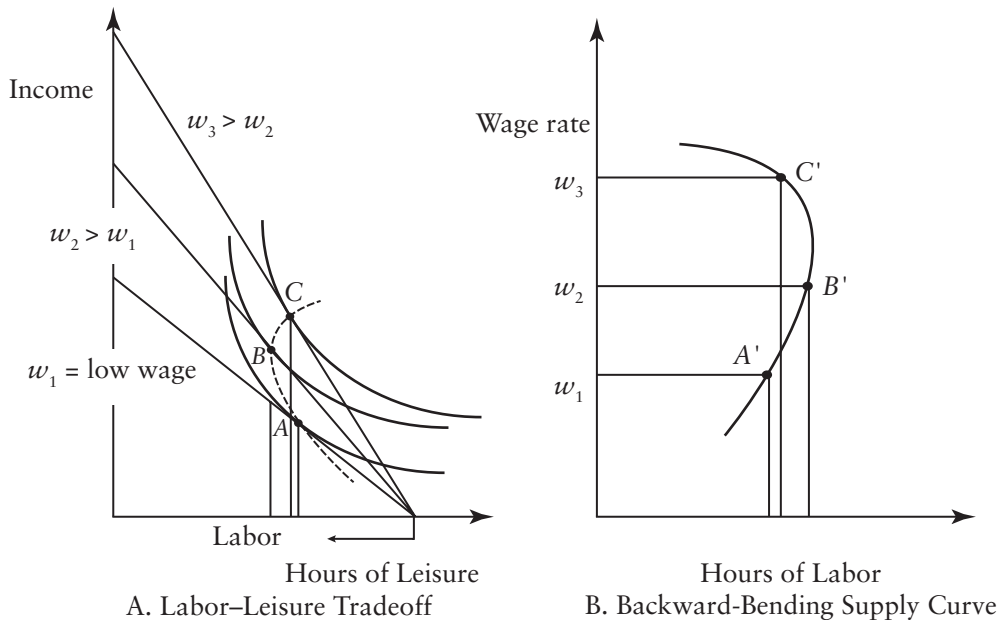 Income
w3 > w2
w2 > w1
w1 = low wage
C
B
A
Labor
Hours of Leisure
A. Labor–Leisure Tradeoff
Wage rate
w3
C'
w2
B'
A'
w1
Hours of Labor
B. Backward-Bending Supply Curve